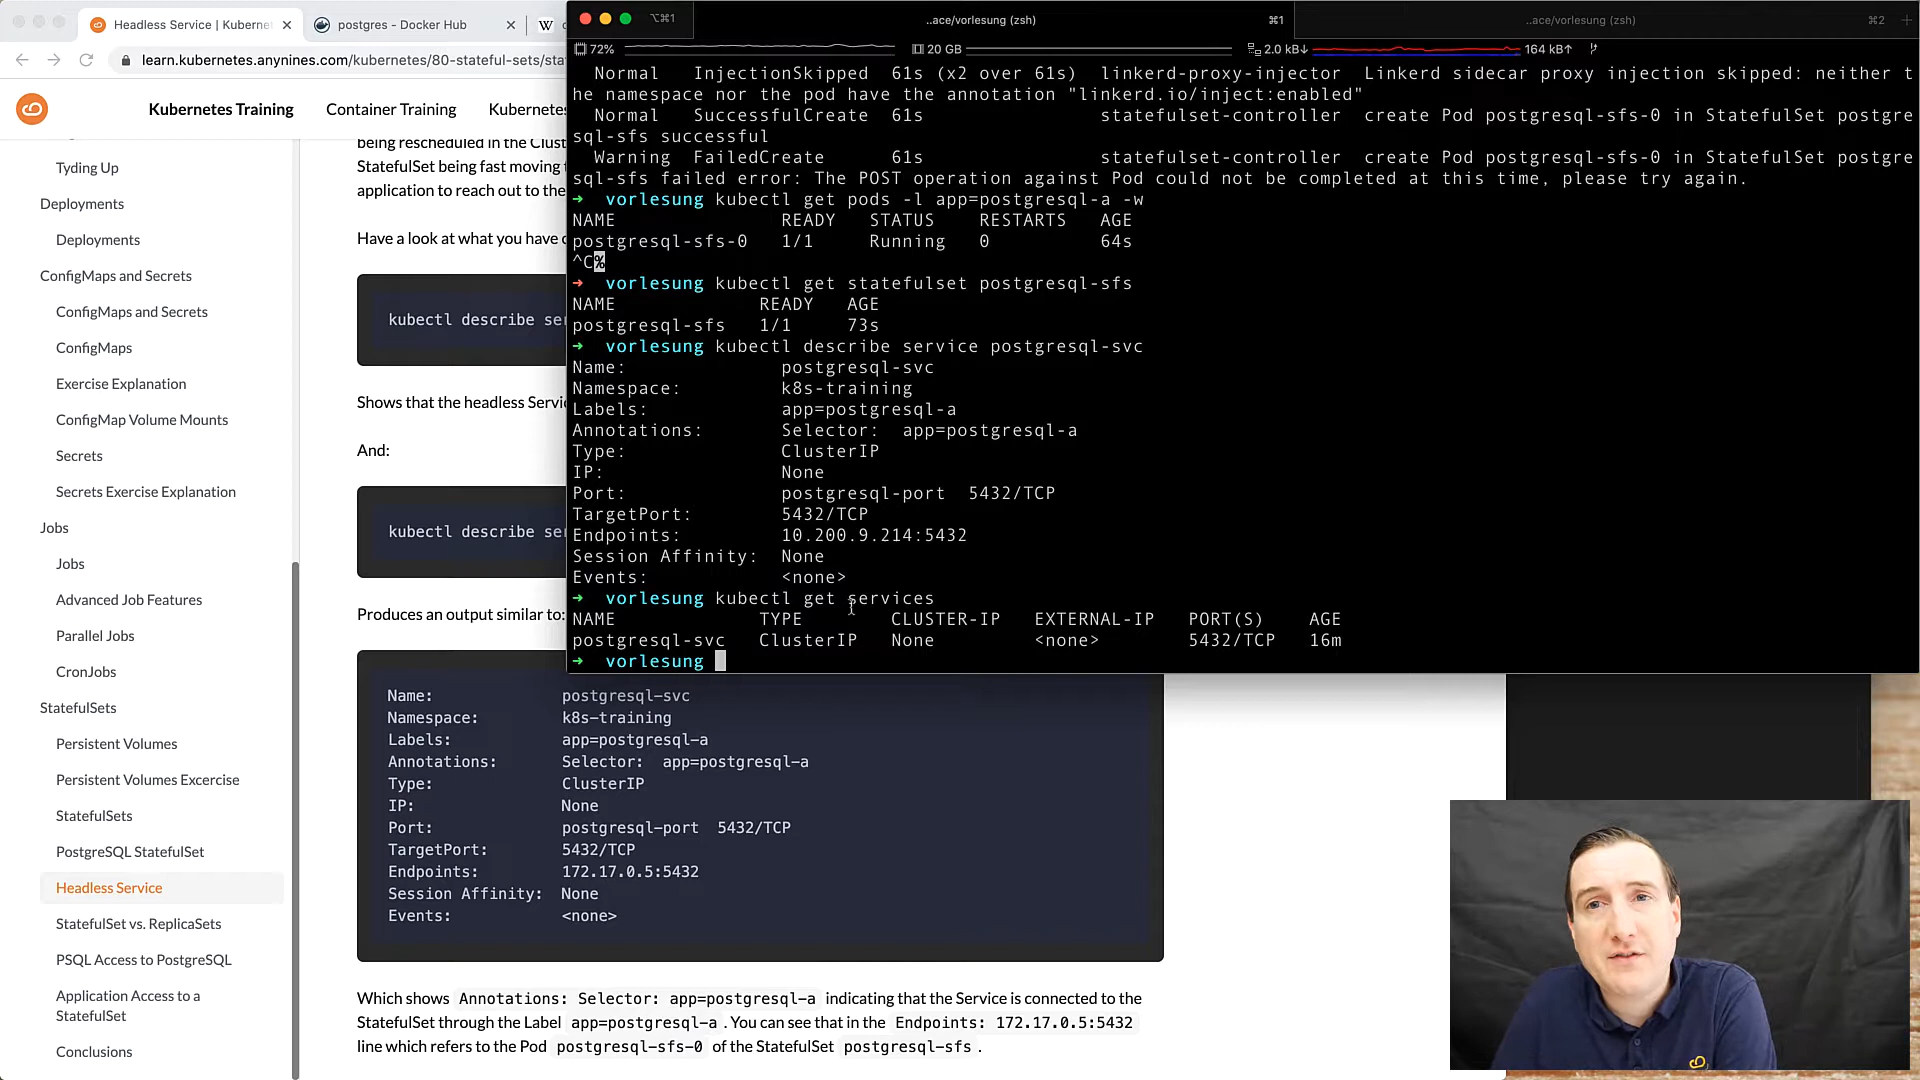 Headless Service | Kubernet
postgres - Docker Hub
W
learn.kubernetes.anynines.com/kubernetes/80-stateful-sets/sta
Kubernetes Training
Container Training
Kubernet
Tyding Up
Deployments
Deployments
ConfigMaps and Secrets
ConfigMaps and Secrets
ConfigMaps
Exercise Explanation
ConfigMap Volume Mounts
Secrets
Secrets Exercise Explanation
Jobs
Jobs
Advanced Job Features
Parallel Jobs
CronJobs
StatefulSets
Persistent Volumes
Persistent Volumes Excercise
StatefulSets
PostgreSQL StatefulSet
Headless Service
StatefulSet vs. ReplicaSets
PSQL Access to PostgreSQL
Application Access to a
StatefulSet
Conclusions
being rescheduled in the Clus
StatefulSet being fast moving t
application to reach out to the
Have a look at what you have c
kubectl describe ser
Shows that the headless Servi
And:
kubectl describe ser
Produces an output similar to:
Name: postgresql-svc
Namespace: k8s-training
Labels: app=postgresql-a
Annotations: Selector: app=postgresql-a
Type: ClusterIP
IP: None
Port: postgresql-port 5432/TCP
TargetPort: 5432/TCP
Endpoints: 172.17.0.5:5432
Session Affinity: None
Events: <none>
Which shows Annotations: Selector: app=postgresql-a indicating that the Service is connected to the
StatefulSet through the Label app=postgresql-a . You can see that in the Endpoints: 172.17.0.5:5432
line which refers to the Pod postgresql-sfs-0 of the StatefulSet postgresql-sfs .
⌥⌘1
..ace/vorlesung (zsh)
⌘1
..ace/vorlesung (zsh)
⌘2
72%
20 GB
2.0 kB↓
164 kB↑
Normal InjectionSkipped 61s (x2 over 61s) linkerd-proxy-injector Linkerd sidecar proxy injection skipped: neither t
he namespace nor the pod have the annotation "linkerd.io/inject:enabled"
Normal SuccessfulCreate 61s statefulset-controller create Pod postgresql-sfs-0 in StatefulSet postgre
sql-sfs successful
Warning FailedCreate 61s statefulset-controller create Pod postgresql-sfs-0 in StatefulSet postgre
sql-sfs failed error: The POST operation against Pod could not be completed at this time, please try again.
→ vorlesung kubectl get pods -l app=postgresql-a -w
NAME READY STATUS RESTARTS AGE
postgresql-sfs-0 1/1 Running 0 64s
^C%
→ vorlesung kubectl get statefulset postgresql-sfs
NAME READY AGE
postgresql-sfs 1/1 73s
→ vorlesung kubectl describe service postgresql-svc
Name: postgresql-svc
Namespace: k8s-training
Labels: app=postgresql-a
Annotations: Selector: app=postgresql-a
Type: ClusterIP
IP: None
Port: postgresql-port 5432/TCP
TargetPort: 5432/TCP
Endpoints: 10.200.9.214:5432
Session Affinity: None
Events: <none>
→ vorlesung kubectl get services
NAME TYPE CLUSTER-IP EXTERNAL-IP PORT(S) AGE
postgresql-svc ClusterIP None <none> 5432/TCP 16m
→ vorlesung